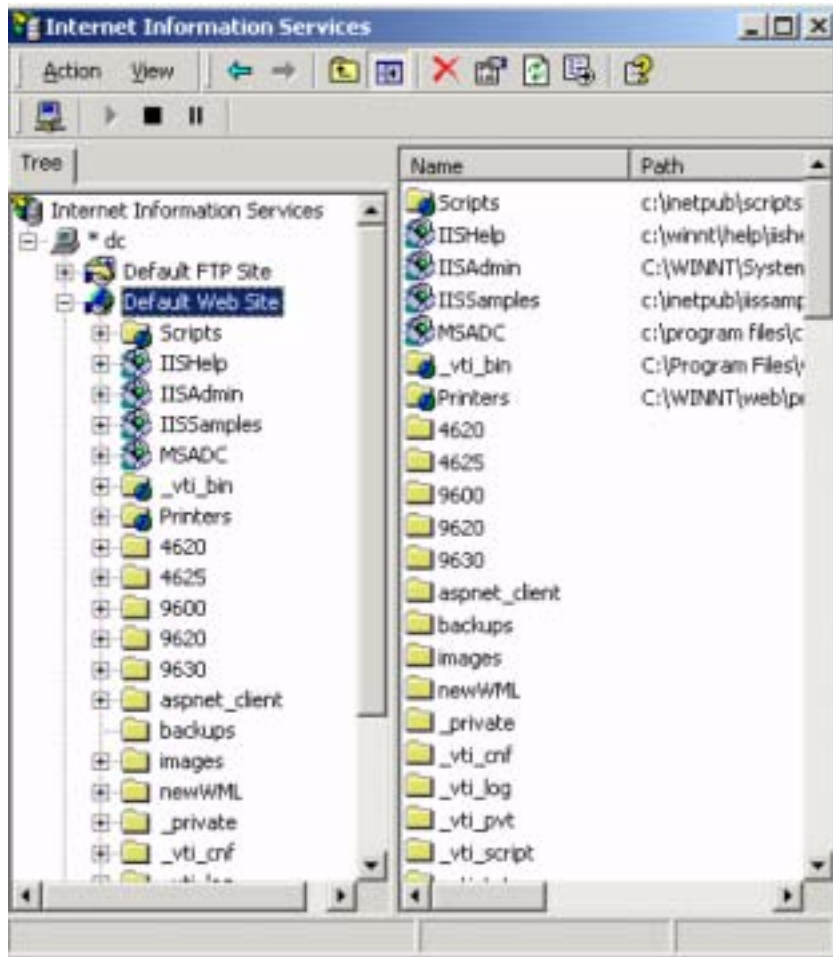 Internet Information Services
Action View
Tree
Internet Information Services
* dc
Default FTP Site
Default Web Site
Scripts
IISHelp
IISAdmin
IISSamples
MSADC
_vti_bin
Printers
4620
4625
9600
9620
9630
aspnet_client
backups
images
newWML
_private
_vti_cnf
Name Path
Scripts c:\inetpub\scripts
IISHelp c:\winnt\help\iishe
IISAdmin C:\WINNT\System
IISSamples c:\inetpub\iissamp
MSADC c:\program files\c
_vti_bin C:\Program Files\
Printers C:\WINNT\web\pr
4620
4625
9600
9620
9630
aspnet_client
backups
images
newWML
_private
_vti_cnf
_vti_log
_vti_pvt
_vti_script